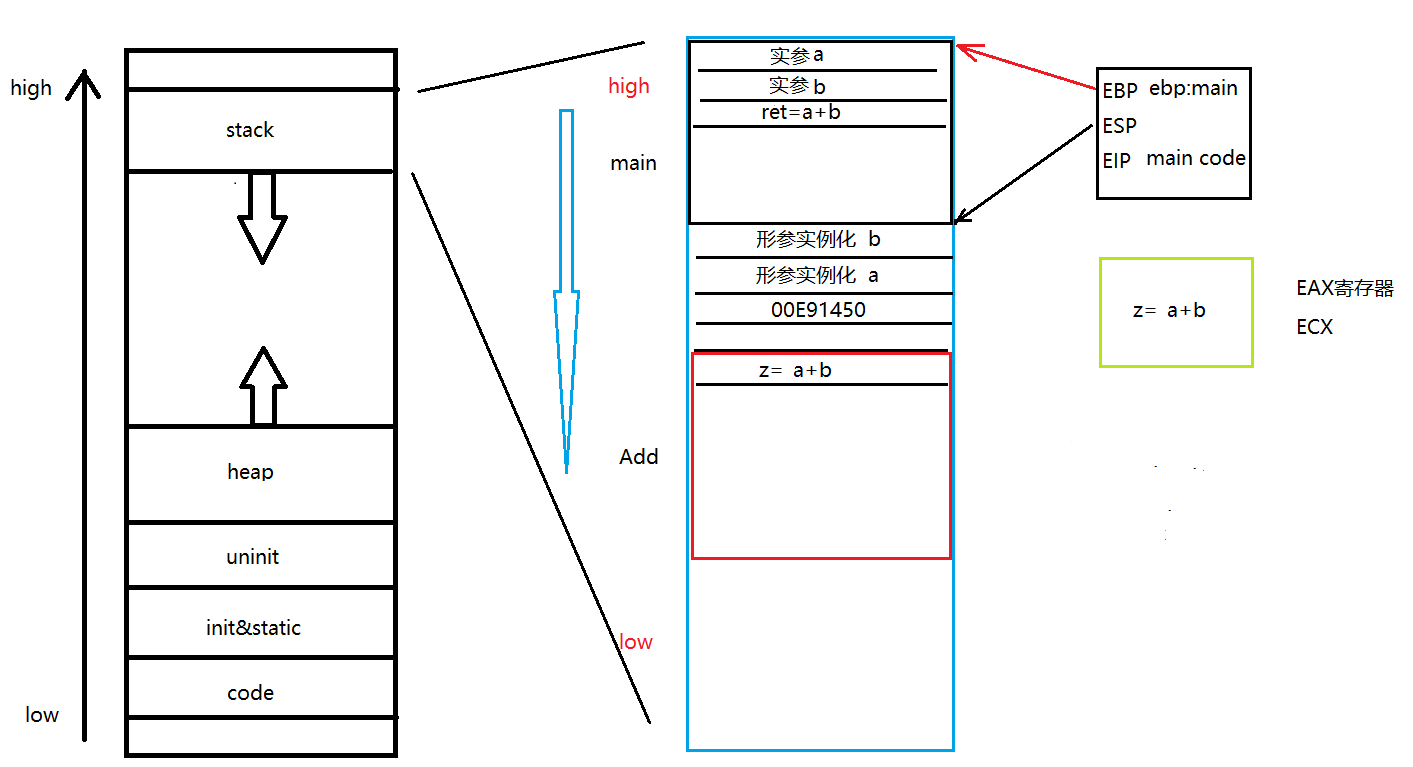 high
stack
heap
uninit
init&static
code
low
high
main
Add
low
实参a
实参b
ret=a+b
形参实例化 b
形参实例化 a
00E91450
z= a+b
EBP ebp:main
ESP
EIP main code
z= a+b
EAX寄存器
ECX